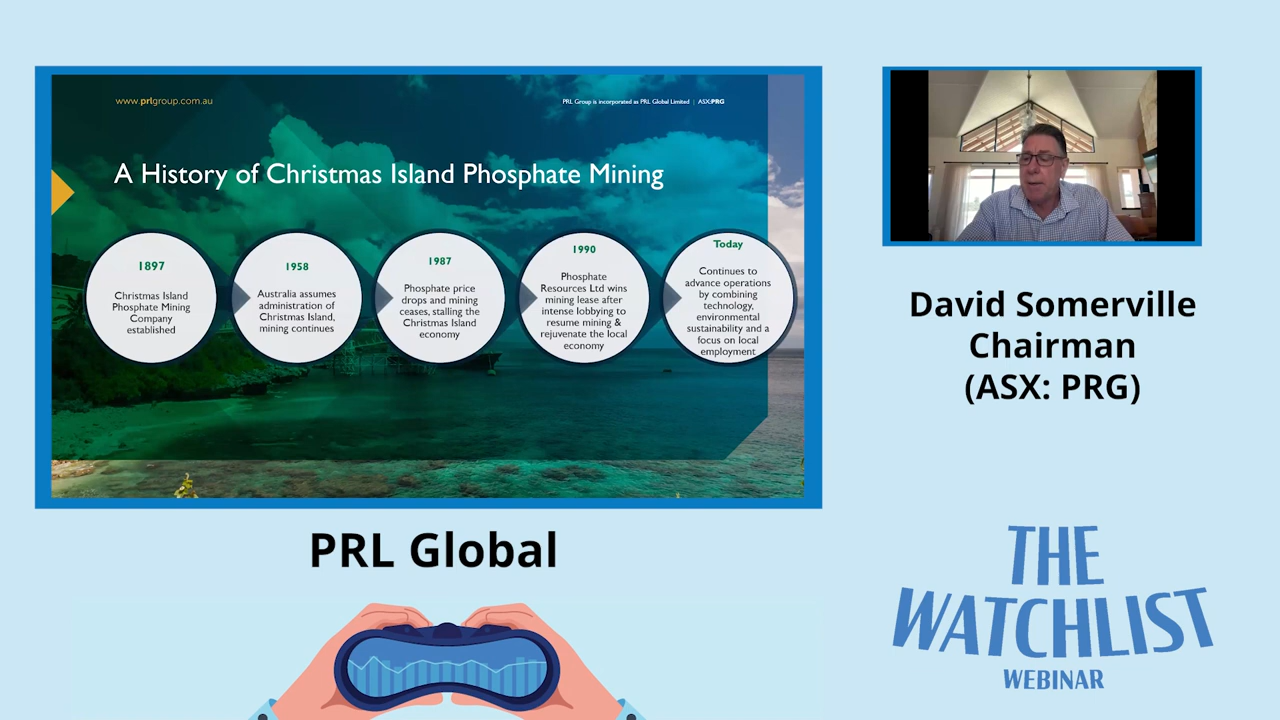 www.prlgroup.com.au
PRL Group is incorporated as PRL Global Limited | ASX:PRG
A History of Christmas Island Phosphate Mining
1897
Christmas Island
Phosphate Mining
Company
established
1958
Australia assumes
administration of
Christmas Island,
mining continues
1987
Phosphate price
drops and mining
ceases, stalling the
Christmas Island
economy
1990
Phosphate
Resources Ltd wins
mining lease after
intense lobbying to
resume mining &
rejuvenate the local
economy
Today
Continues to
advance operations
by combining
technology,
environmental
sustainability and a
focus on local
employment
David Somerville
Chairman
(ASX: PRG)
PRL Global
THE
WATCHLIST
WEBINAR